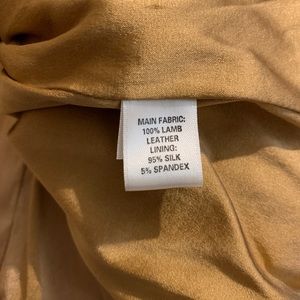 MAIN FABRIC:
100% LAMB
LEATHER
LINING:
95% SILK
5% SPANDEX